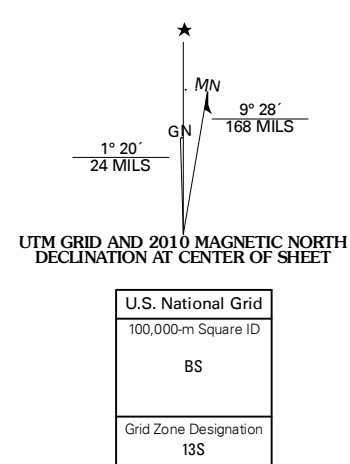 MN
GN
9° 28´
168 MILS
1° 20´
24 MILS
UTM GRID AND 2010 MAGNETIC NORTH
DECLINATION AT CENTER OF SHEET
U.S. National Grid
100,000-m Square ID
BS
Grid Zone Designation
13S